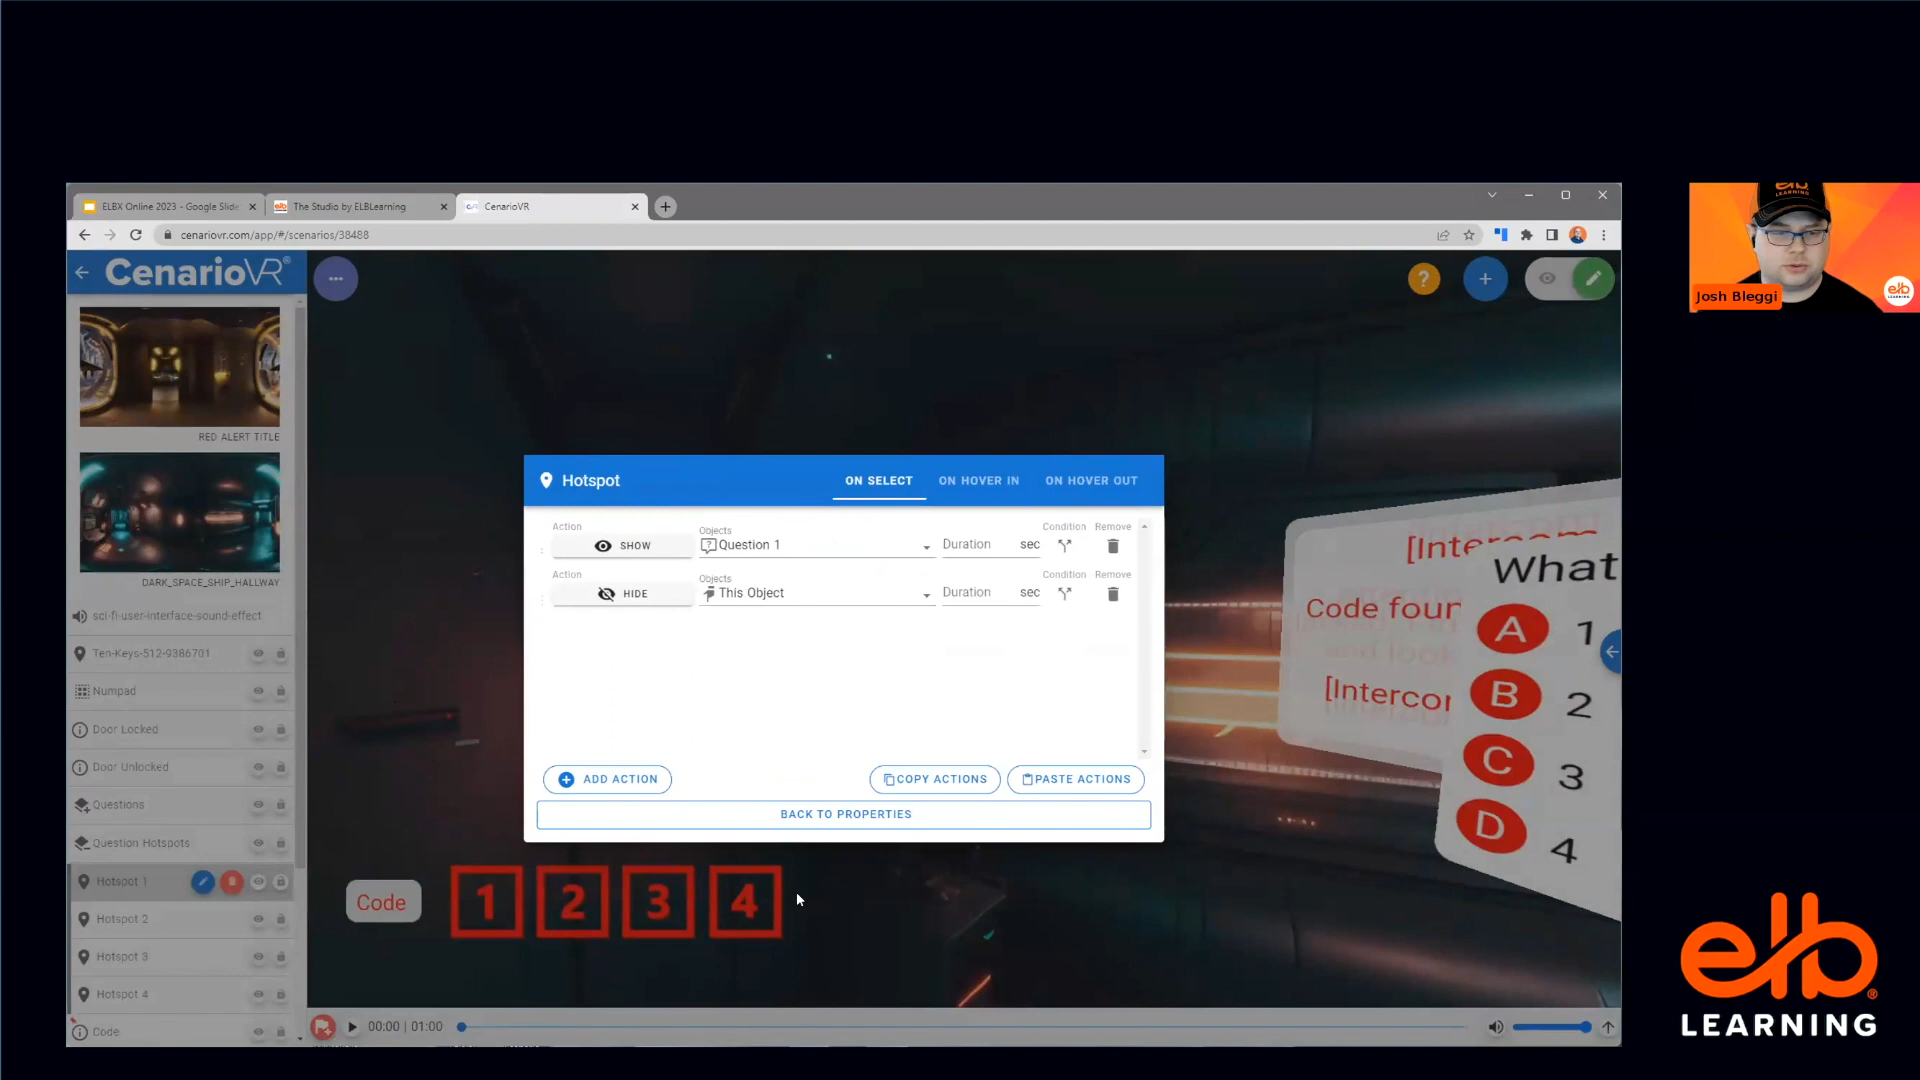 ELBX Online 2023 - Google Slide
The Studio by ELBLearning
CenarioVR
cenariovr.com/app/#/scenarios/38488
CenarioVR®
RED ALERT TITLE
DARK_SPACE_SHIP_HALLWAY
sci-fi-user-interface-sound-effect
Ten-Keys-512-9386701
Numpad
Door Locked
Door Unlocked
Questions
Question Hotspots
Hotspot 1
Hotspot 2
Hotspot 3
Hotspot 4
Code
?
Hotspot
ON SELECT
ON HOVER IN
ON HOVER OUT
Action
Objects
Condition
Remove
SHOW
Question 1
Duration
sec
Action
Objects
Condition
Remove
HIDE
This Object
Duration
sec
ADD ACTION
COPY ACTIONS
PASTE ACTIONS
BACK TO PROPERTIES
What
Code four
and look
A 1
B 2
C 3
D 4
Code
1 2 3 4
00:00 | 01:00
Josh Bleggi
elb
LEARNING
elb®
LEARNING